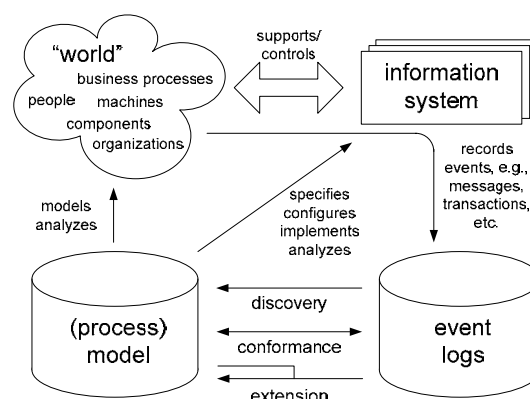 "world"
business processes
people machines
components
organizations
supports/
controls
information
system
models
analyzes
specifies
configures
implements
analyzes
records
events, e.g.,
messages,
transactions,
etc.
(process)
model
discovery
conformance
extension
event
logs